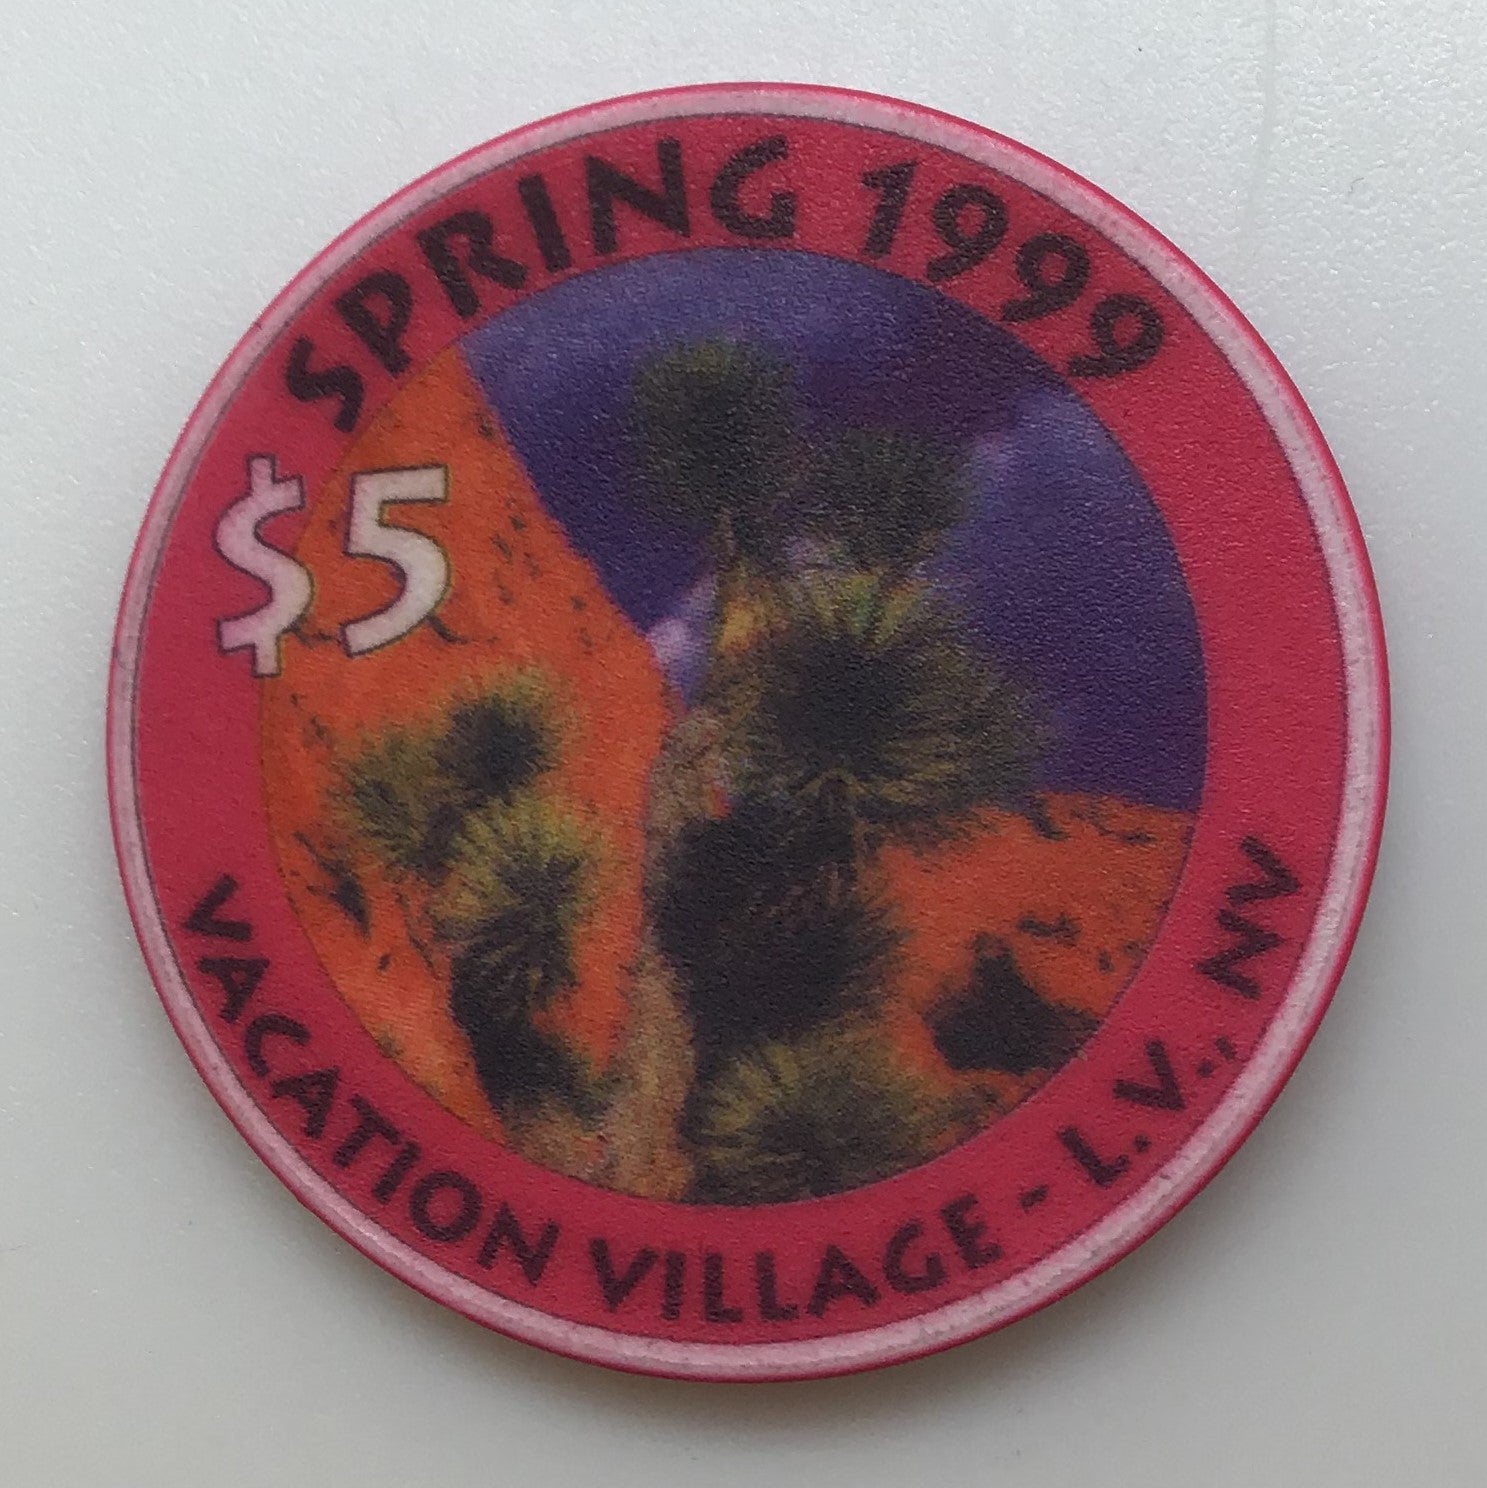 SPRING 1999
$5
VACATION VILLAGE - L.V., NV